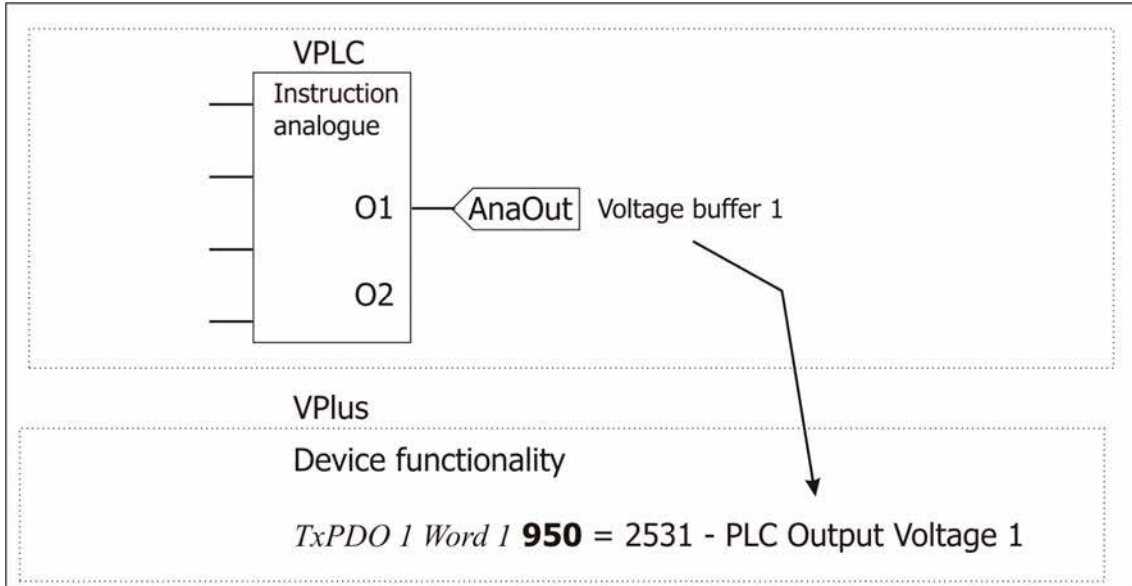 VPLC
Instruction
analogue
O1
AnaOut
Voltage buffer 1
O2
VPlus
Device functionality
TxPDO 1 Word 1 950 = 2531 - PLC Output Voltage 1